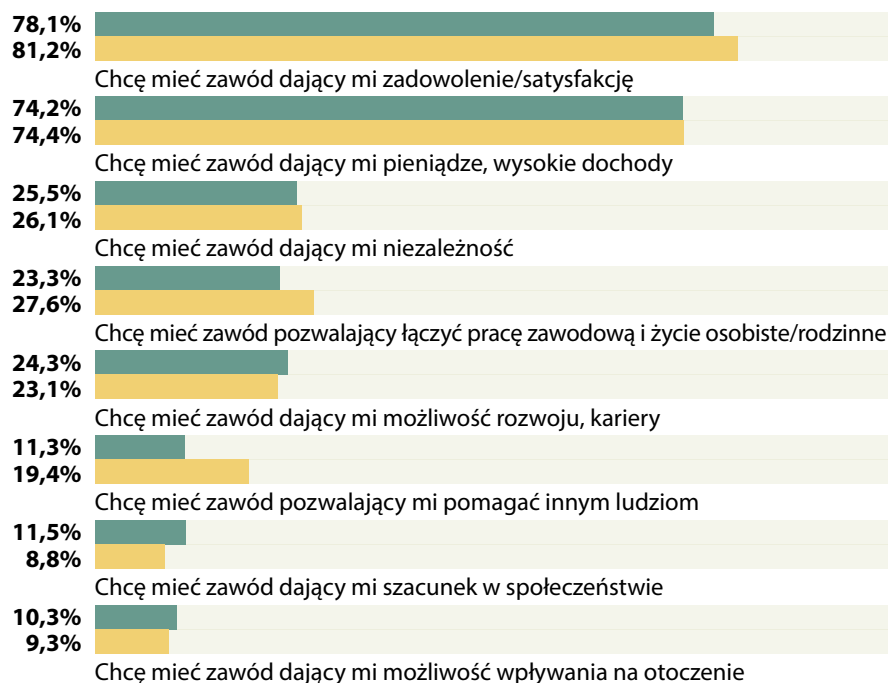 78,1%
81,2%
Chcę mieć zawód dający mi zadowolenie/satysfakcję
74,2%
74,4%
Chcę mieć zawód dający mi pieniądze, wysokie dochody
25,5%
26,1%
Chcę mieć zawód dający mi niezależność
23,3%
27,6%
Chcę mieć zawód pozwalający łączyć pracę zawodową i życie osobiste/rodzinne
24,3%
23,1%
Chcę mieć zawód dający mi możliwość rozwoju, kariery
11,3%
19,4%
Chcę mieć zawód pozwalający mi pomagać innym ludziom
11,5%
8,8%
Chcę mieć zawód dający mi szacunek w społeczeństwie
10,3%
9,3%
Chcę mieć zawód dający mi możliwość wpływania na otoczenie